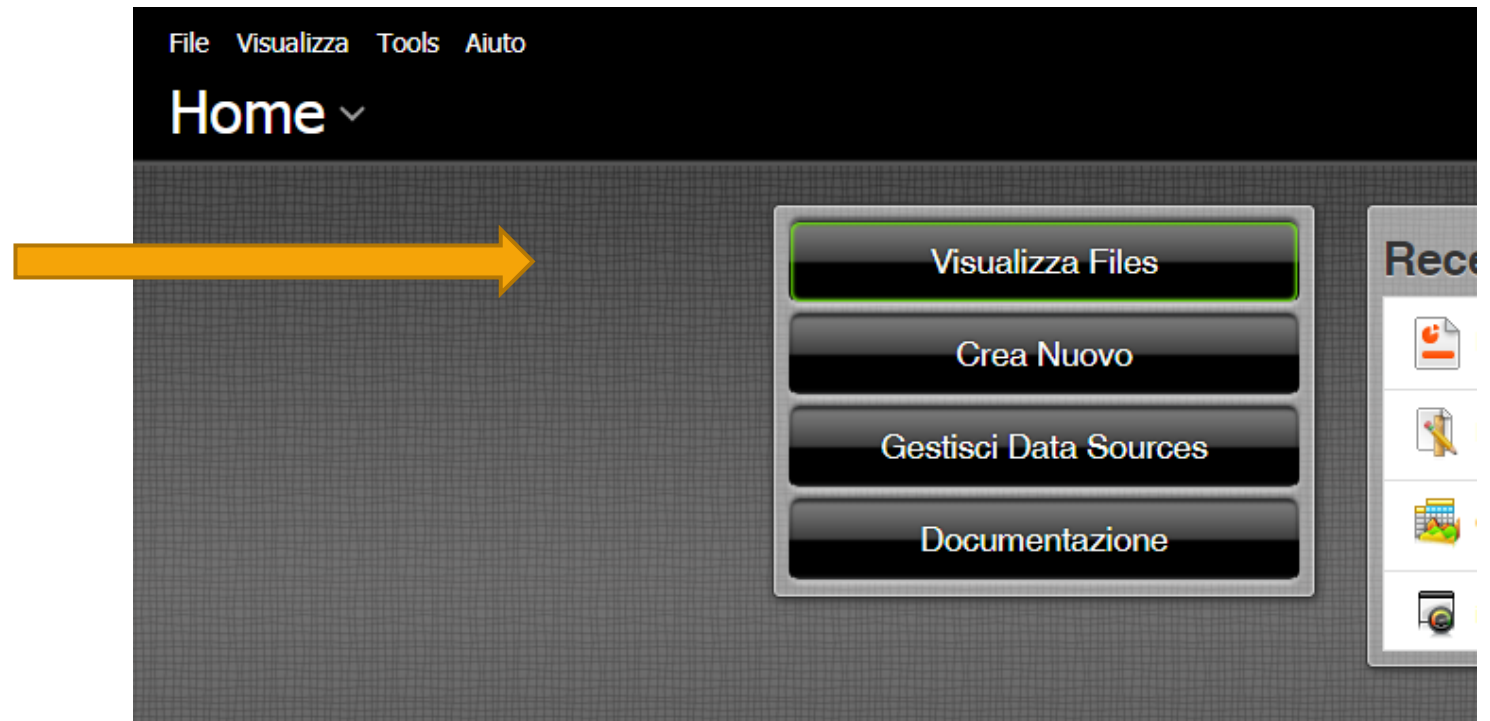 File Visualizza Tools Aiuto
Home
Visualizza Files
Crea Nuovo
Gestisci Data Sources
Documentazione